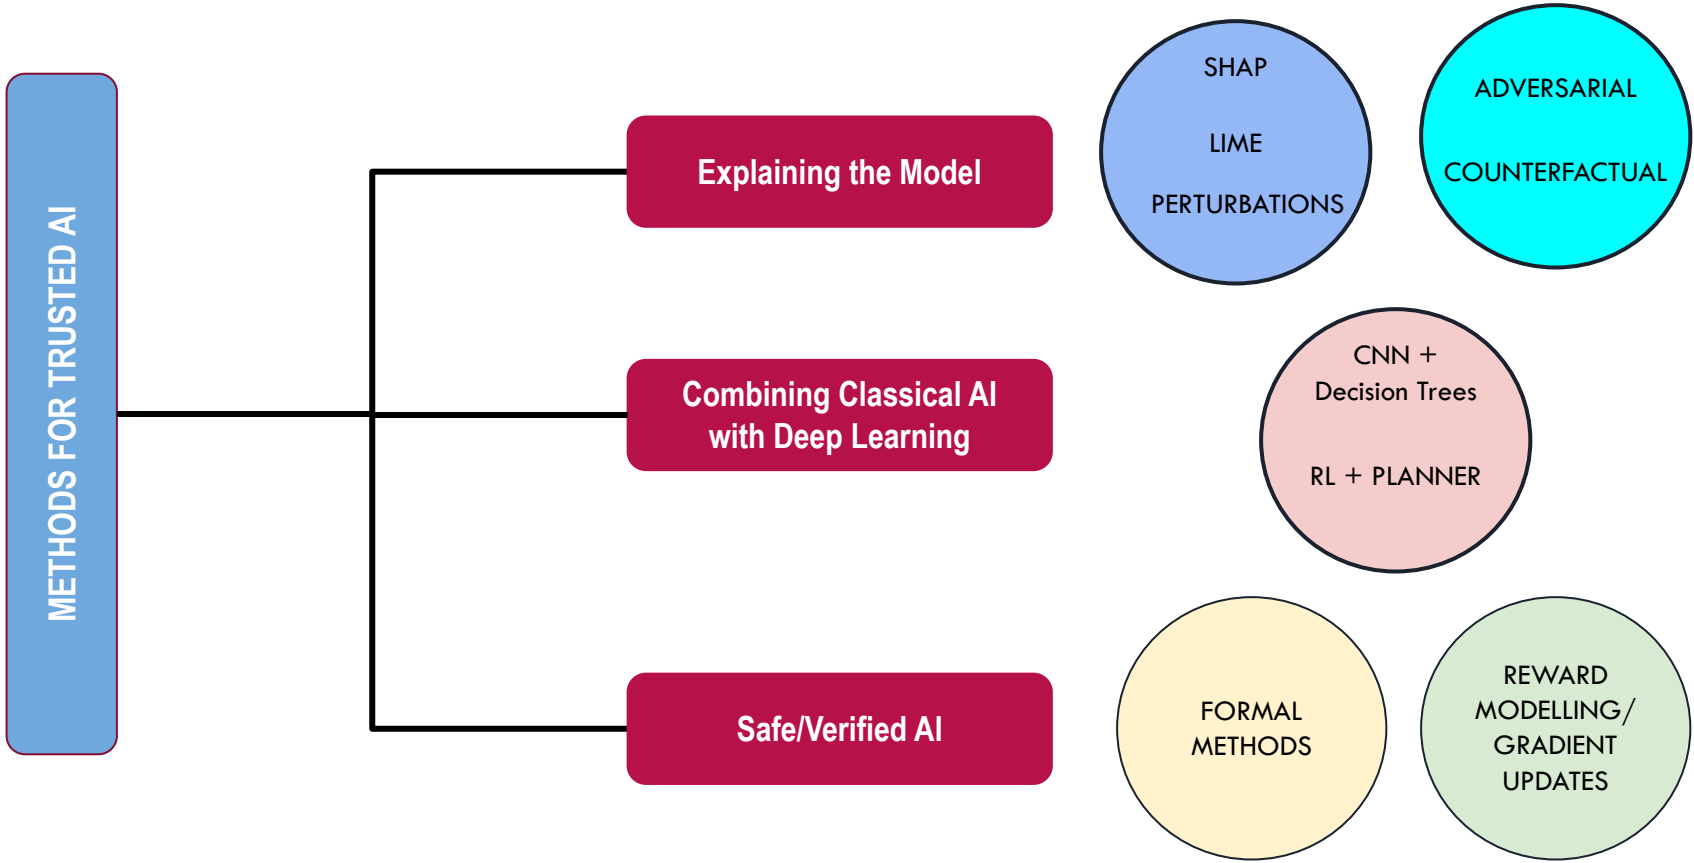 METHODS FOR TRUSTED AI
Explaining the Model
SHAP
LIME
PERTURBATIONS
ADVERSARIAL
COUNTERFACTUAL
Combining Classical AI
with Deep Learning
CNN +
Decision Trees
RL + PLANNER
Safe/Verified AI
FORMAL
METHODS
REWARD
MODELLING/
GRADIENT
UPDATES